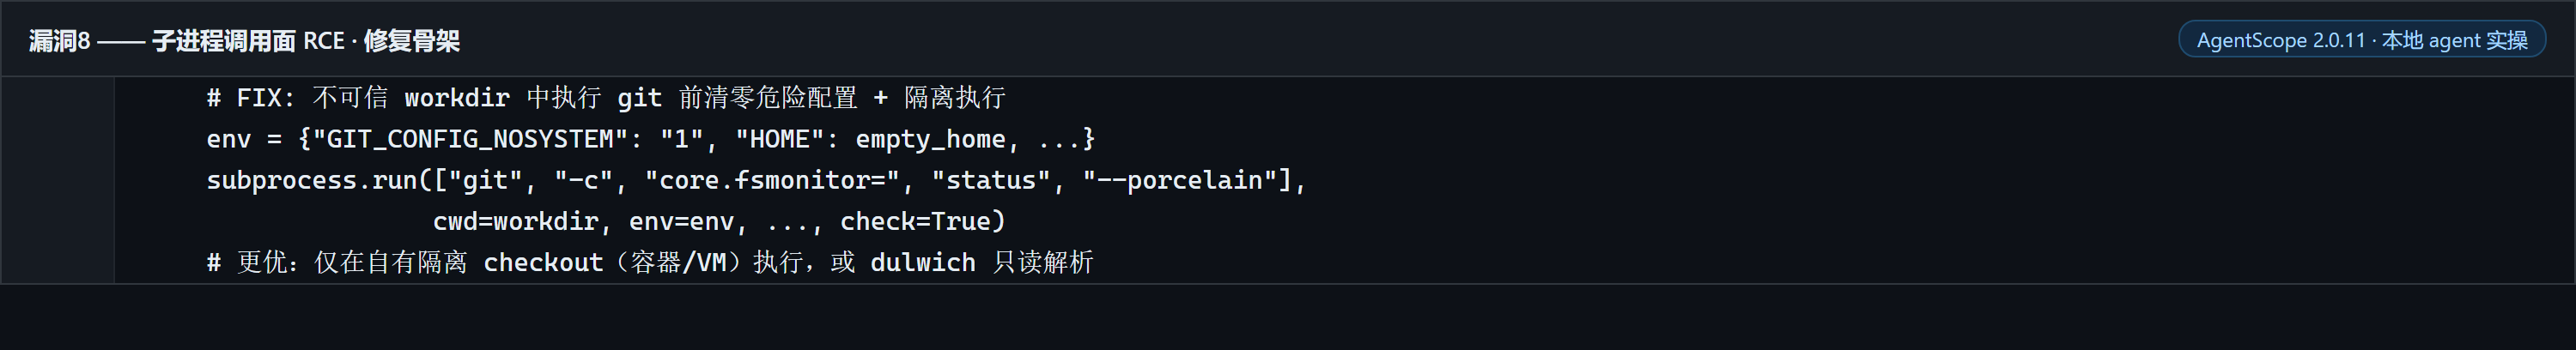 漏洞8 —— 子进程调用面 RCE · 修复骨架
AgentScope 2.0.11 · 本地 agent 实操
# FIX: 不可信 workdir 中执行 git 前清零危险配置 + 隔离执行
env = {"GIT_CONFIG_NOSYSTEM": "1", "HOME": empty_home, ...}
subprocess.run(["git", "-c", "core.fsmonitor=", "status", "--porcelain"],
cwd=workdir, env=env, ..., check=True)
# 更优：仅在自有隔离 checkout（容器/VM）执行，或 dulwich 只读解析